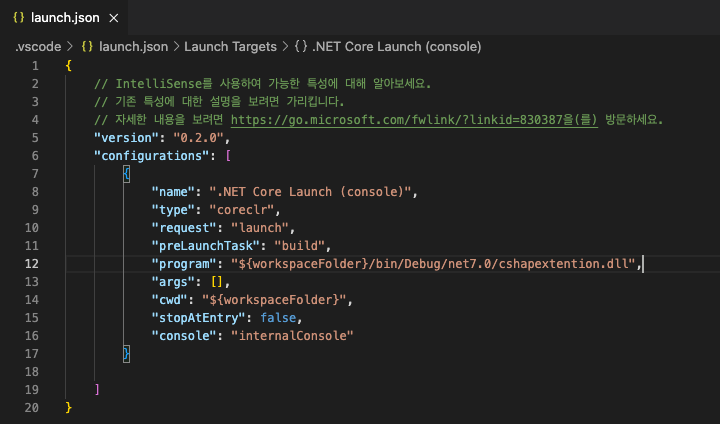 {} launch.json ×
.vscode > {} launch.json > Launch Targets > {} .NET Core Launch (console)
1 {
2 // IntelliSense를 사용하여 가능한 특성에 대해 알아보세요.
3 // 기존 특성에 대한 설명을 보려면 가리킵니다.
4 // 자세한 내용을 보려면 https://go.microsoft.com/fwlink/?linkid=830387을(를) 방문하세요.
5 "version": "0.2.0",
6 "configurations": [
7 {
8 "name": ".NET Core Launch (console)",
9 "type": "coreclr",
10 "request": "launch",
11 "preLaunchTask": "build",
12 "program": "${workspaceFolder}/bin/Debug/net7.0/cshapextention.dll",
13 "args": [],
14 "cwd": "${workspaceFolder}",
15 "stopAtEntry": false,
16 "console": "internalConsole"
17 }
18
19 ]
20 }